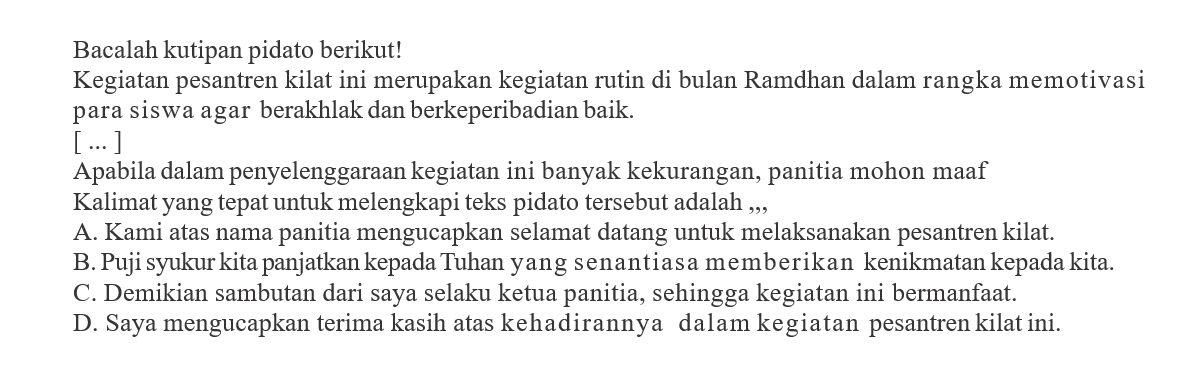 Bacalah kutipan pidato berikut!
Kegiatan pesantren kilat ini merupakan kegiatan rutin di bulan Ramdhan dalam rangka memotivasi
para siswa agar berakhlak dan berkeperibadian baik.
[ ... ]
Apabila dalam penyelenggaraan kegiatan ini banyak kekurangan, panitia mohon maaf
Kalimat yang tepat untuk melengkapi teks pidato tersebut adalah ,,,
A. Kami atas nama panitia mengucapkan selamat datang untuk melaksanakan pesantren kilat.
B. Puji syukur kita panjatkan kepada Tuhan yang senantiasa memberikan kenikmatan kepada kita.
C. Demikian sambutan dari saya selaku ketua panitia, sehingga kegiatan ini bermanfaat.
D. Saya mengucapkan terima kasih atas kehadirannya dalam kegiatan pesantren kilat ini.